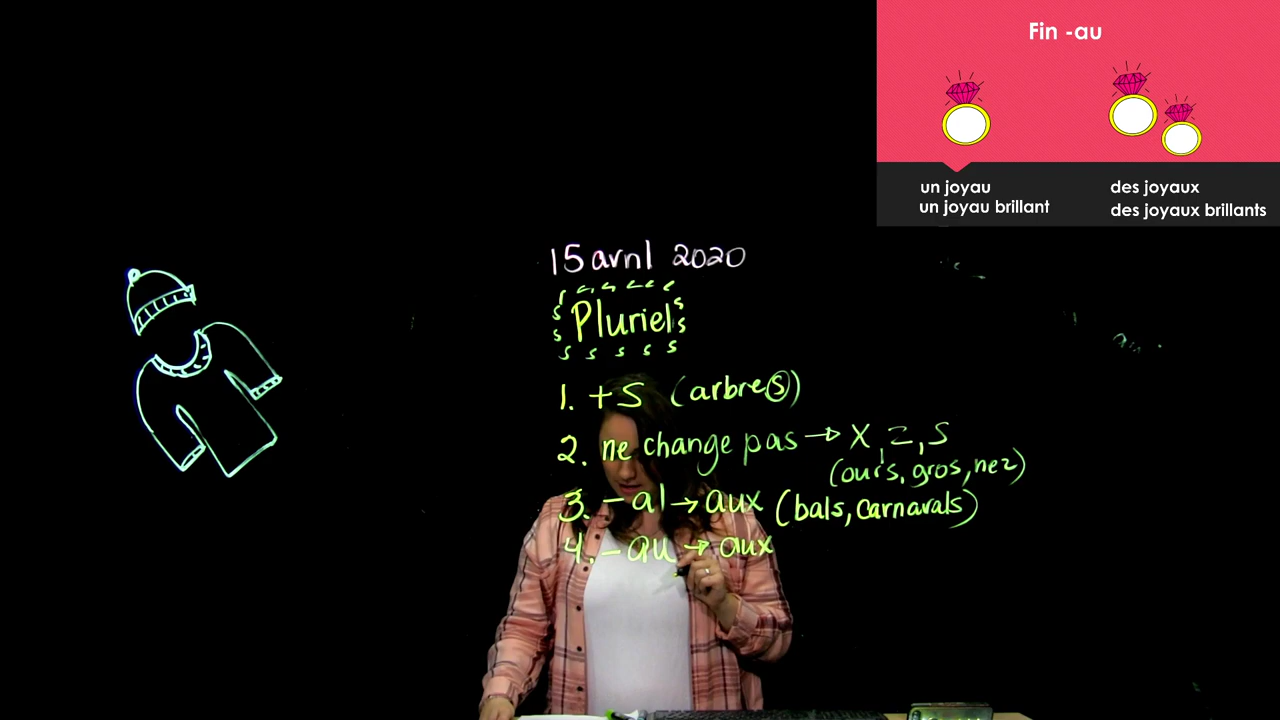 Fin -au
un joyau
un joyau brillant
des joyaux
des joyaux brillants
15 avril 2020
s s s s s s
Pluriel
s s s s s
1. +s (arbres)
2. ne change pas → x, z, s
(ours, gros, nez)
3. -al → aux (bals, carnavals)
4. -au → aux